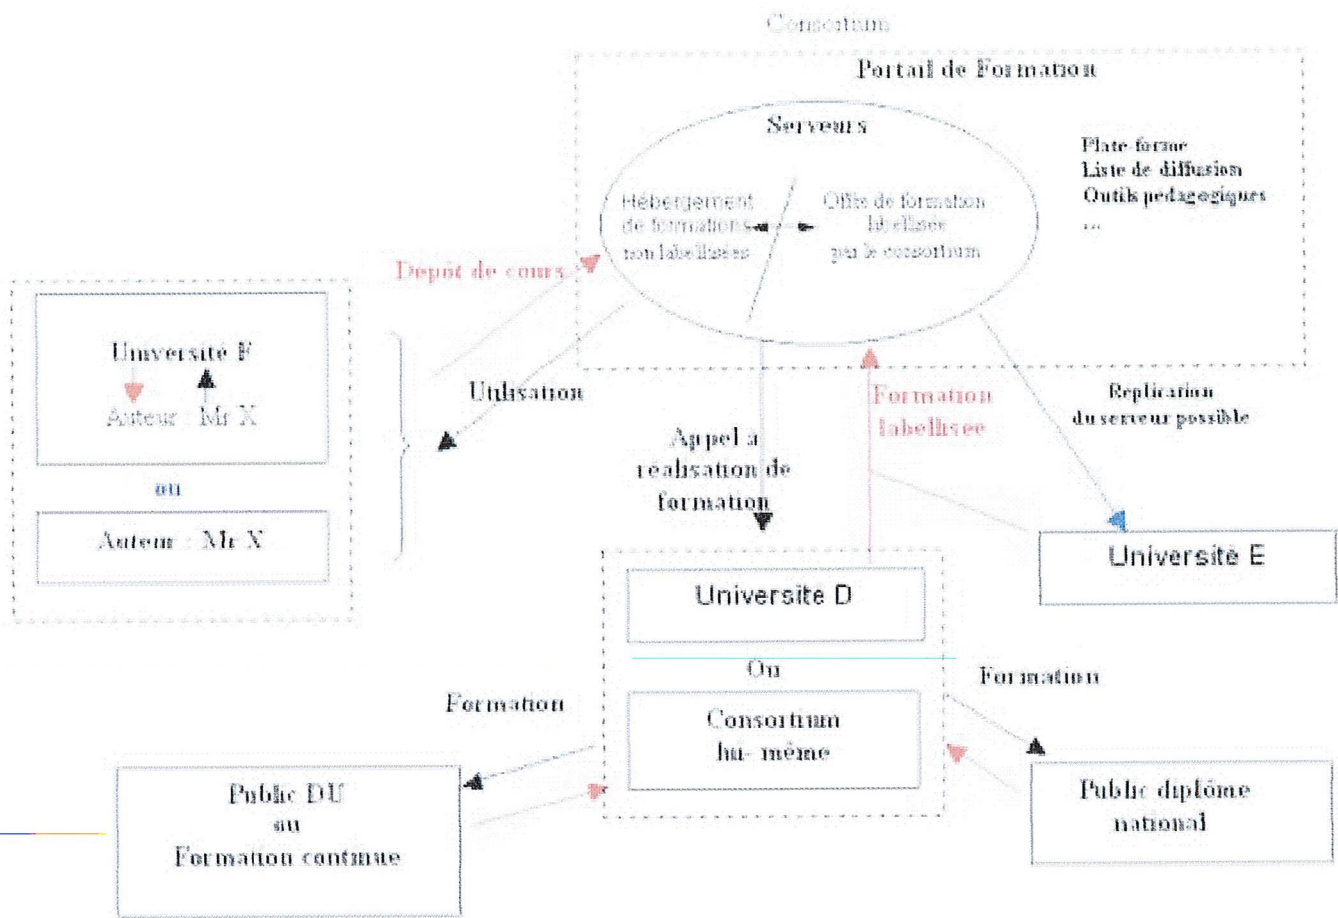 Consortium
Portail de Formation
Serveurs
Plate-forme
Liste de diffusion
Outils pédagogiques
...
Hébergement
de formations
non labellisées
Offre de formation
labellisée
par le consortium
Dépôt de cours
Université F
Auteur : Mr X
ou
Auteur : Mr X
Utilisation
Appel à
réalisation de
formation
Formation
labellisée
Replication
du serveur possible
Université E
Université D
Ou
Consortium
lui- même
Formation
Formation
Public DU
ou
Formation continue
Public diplôme
national